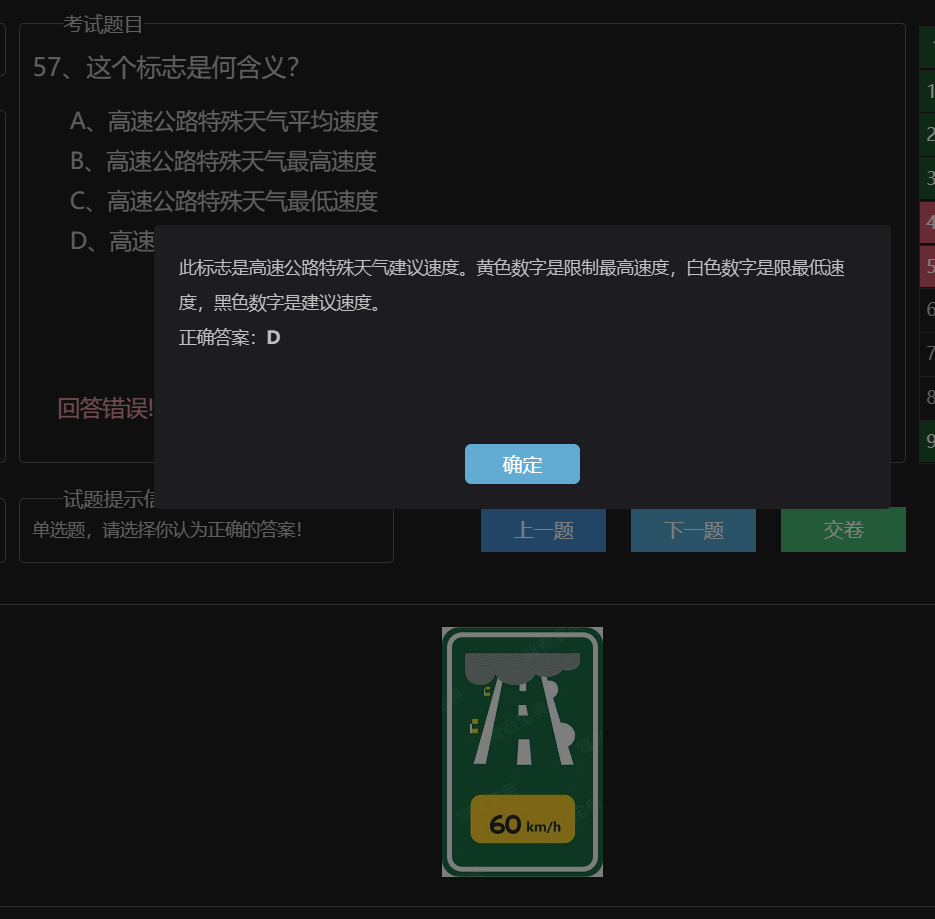 考试题目
57、这个标志是何含义?
A、高速公路特殊天气平均速度
B、高速公路特殊天气最高速度
C、高速公路特殊天气最低速度
D、高速
此标志是高速公路特殊天气建议速度。黄色数字是限制最高速度，白色数字是限最低速
度，黑色数字是建议速度。
正确答案：D
回答错误!
确定
试题提示信
单选题，请选择你认为正确的答案！
上一题
下一题
交卷
1
2
3
4
5
6
7
8
9
60 km/h